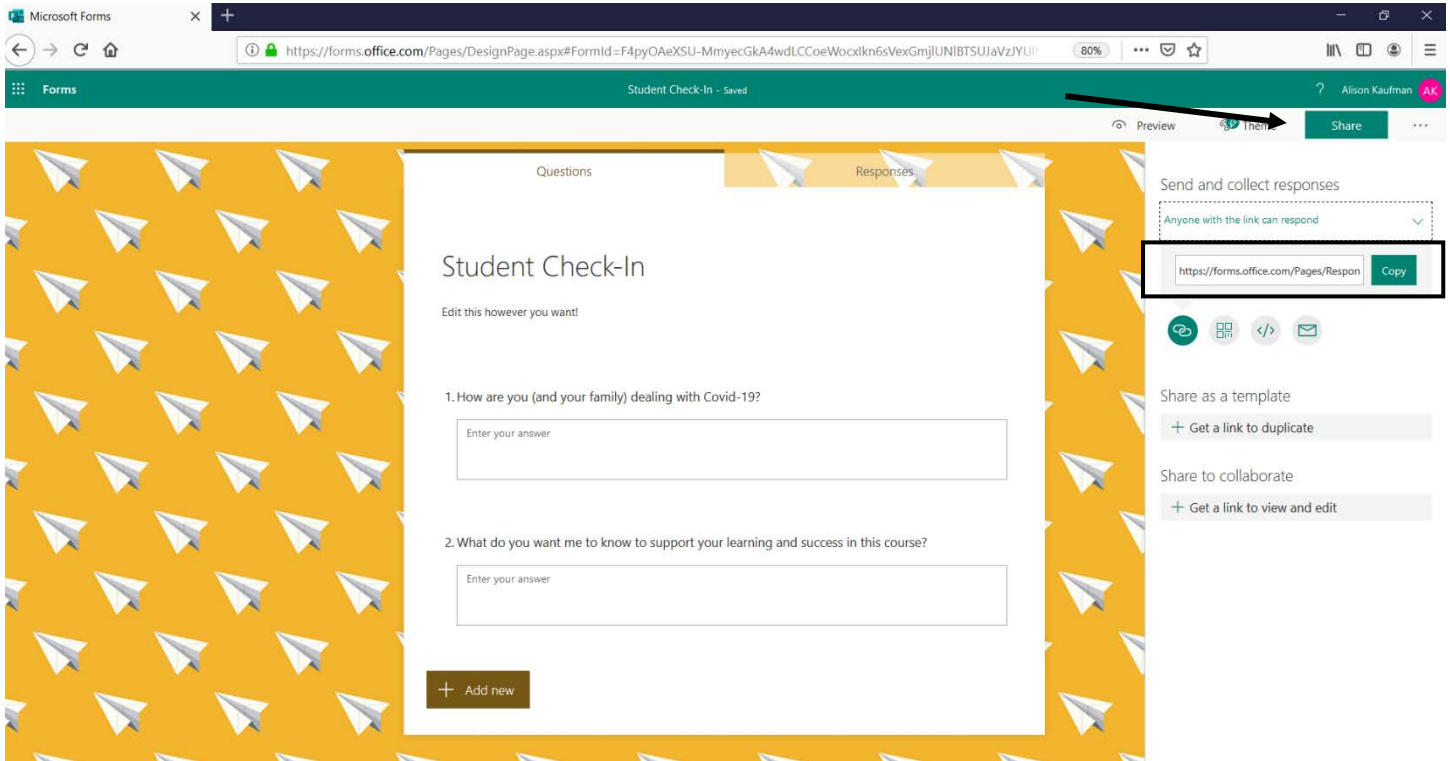 Microsoft Forms
https://forms.office.com/Pages/DesignPage.aspx#FormId=
80%
Forms
Student Check-In - Saved
? Alison Kaufman AK
Preview
Theme
Share
Questions
Responses
Send and collect responses
Anyone with the link can respond
https://forms.office.com/Pages/Respon
Copy
Student Check-In
Edit this however you want!
1. How are you (and your family) dealing with Covid-19?
Enter your answer
Share as a template
+ Get a link to duplicate
Share to collaborate
+ Get a link to view and edit
2. What do you want me to know to support your learning and success in this course?
Enter your answer
+ Add new